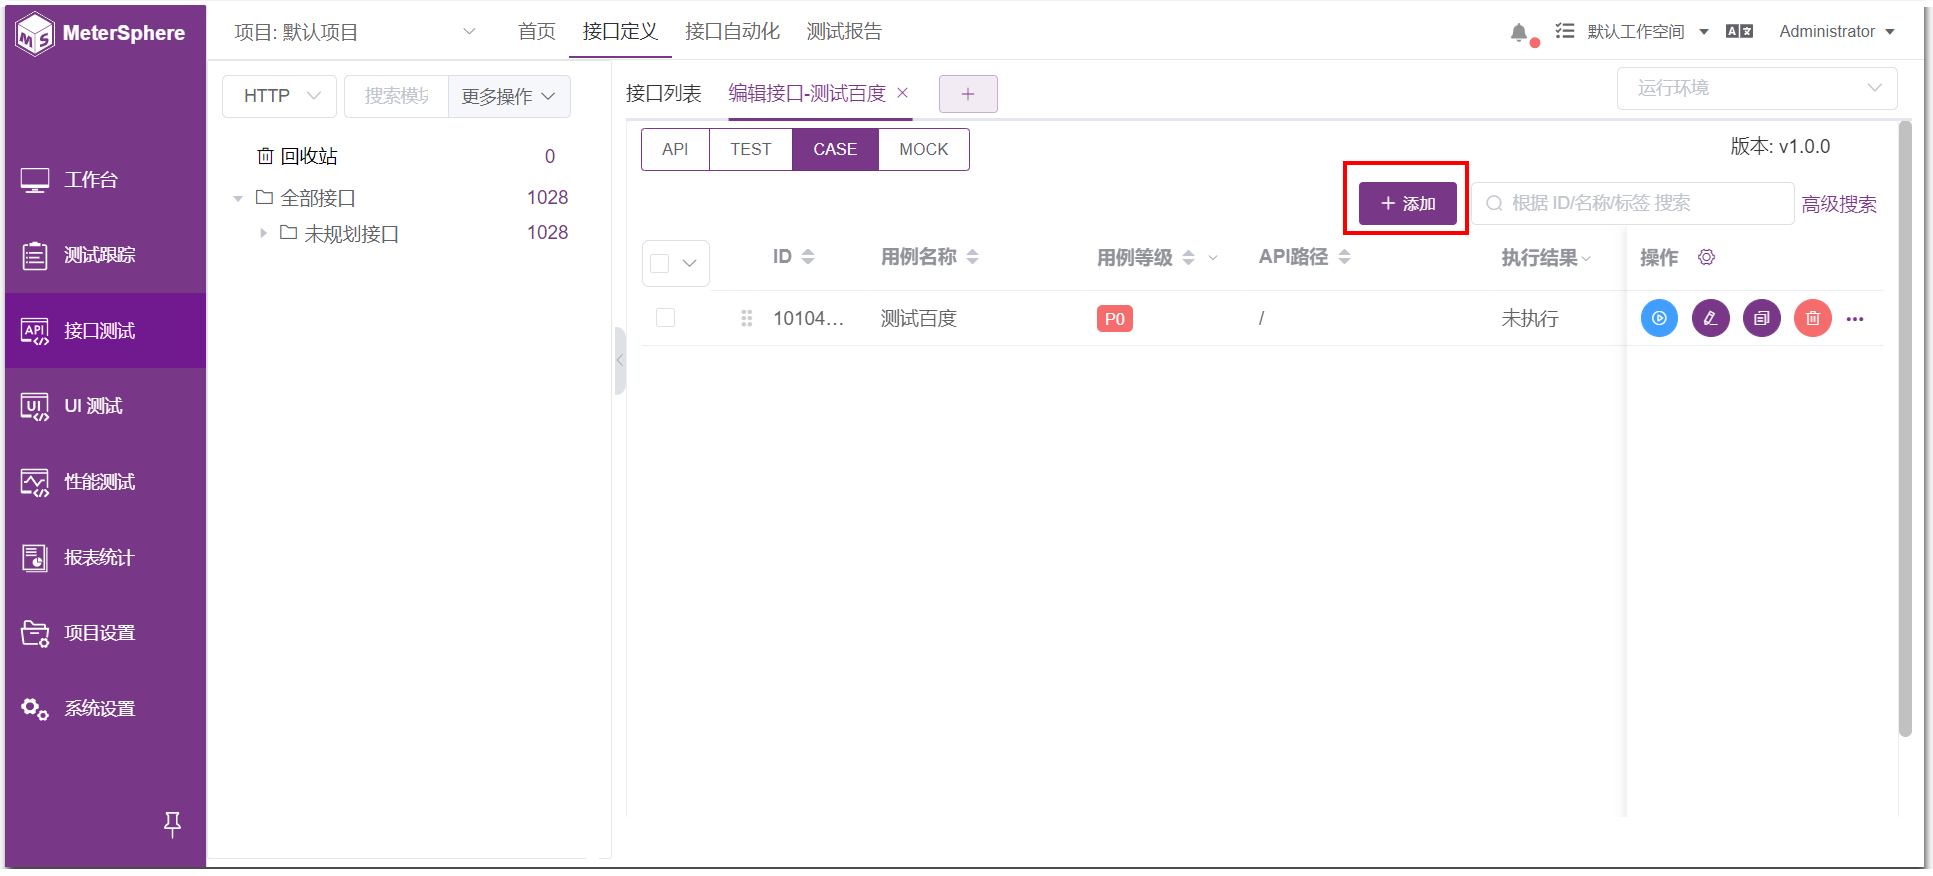 MeterSphere
项目: 默认项目
首页
接口定义
接口自动化
测试报告
默认工作空间
Administrator
工作台
测试跟踪
API
接口测试
UI
UI 测试
性能测试
报表统计
项目设置
系统设置
HTTP
搜索模块
更多操作
回收站 0
全部接口 1028
未规划接口 1028
接口列表
编辑接口-测试百度
运行环境
API
TEST
CASE
MOCK
版本: v1.0.0
添加
根据 ID/名称/标签 搜索
高级搜索
ID 用例名称 用例等级 API路径 执行结果 操作
10104... 测试百度 P0 / 未执行